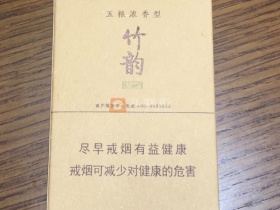 五粮浓香型
竹韵
尽早戒烟有益健康
戒烟可减少对健康的危害